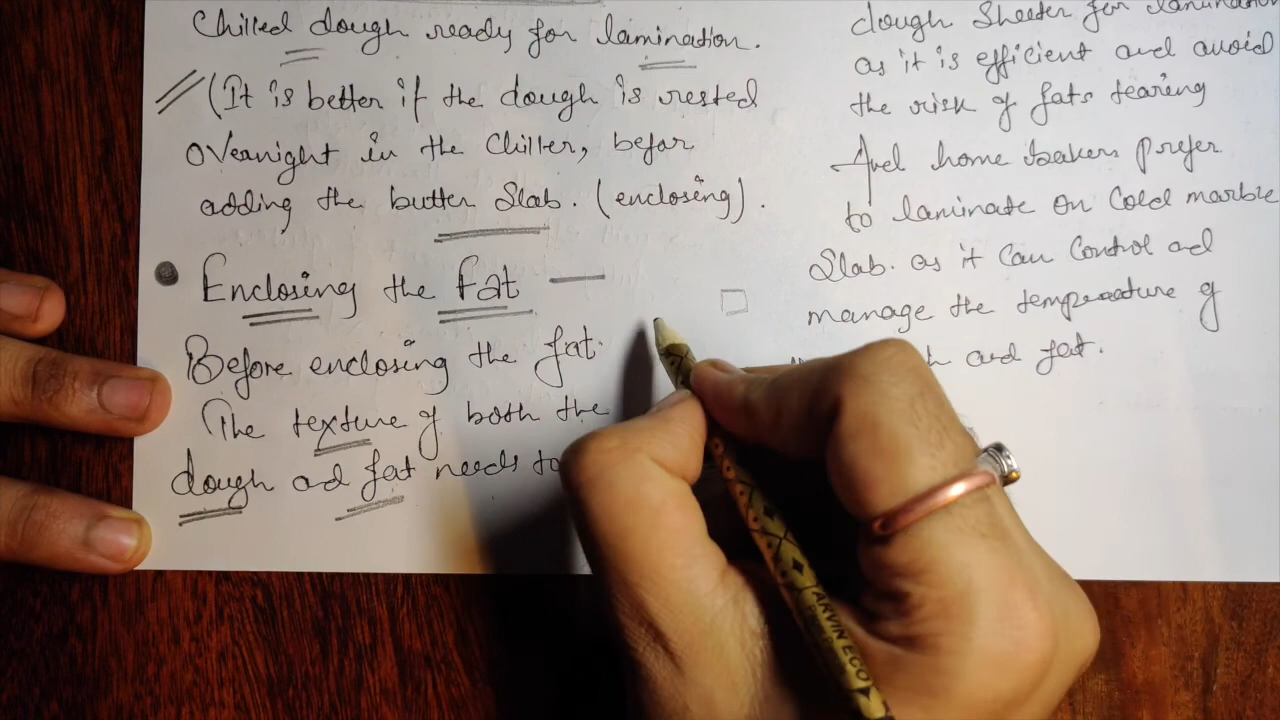 Chilled dough ready for lamination.
(It is better if the dough is rested
overnight in the chiller, befor
adding the butter slab. (enclosing).
Enclosing the Fat —
Before enclosing the fat.
The texture of both the
dough ad fat needs to
dough sheeter for lamination
as it is efficient and avoid
the risk of fats tearing
And home bakers prefer
to laminate on cold marble
Slab. as it can control ad
manage the temperature of
and fat.
ARVIN ECO